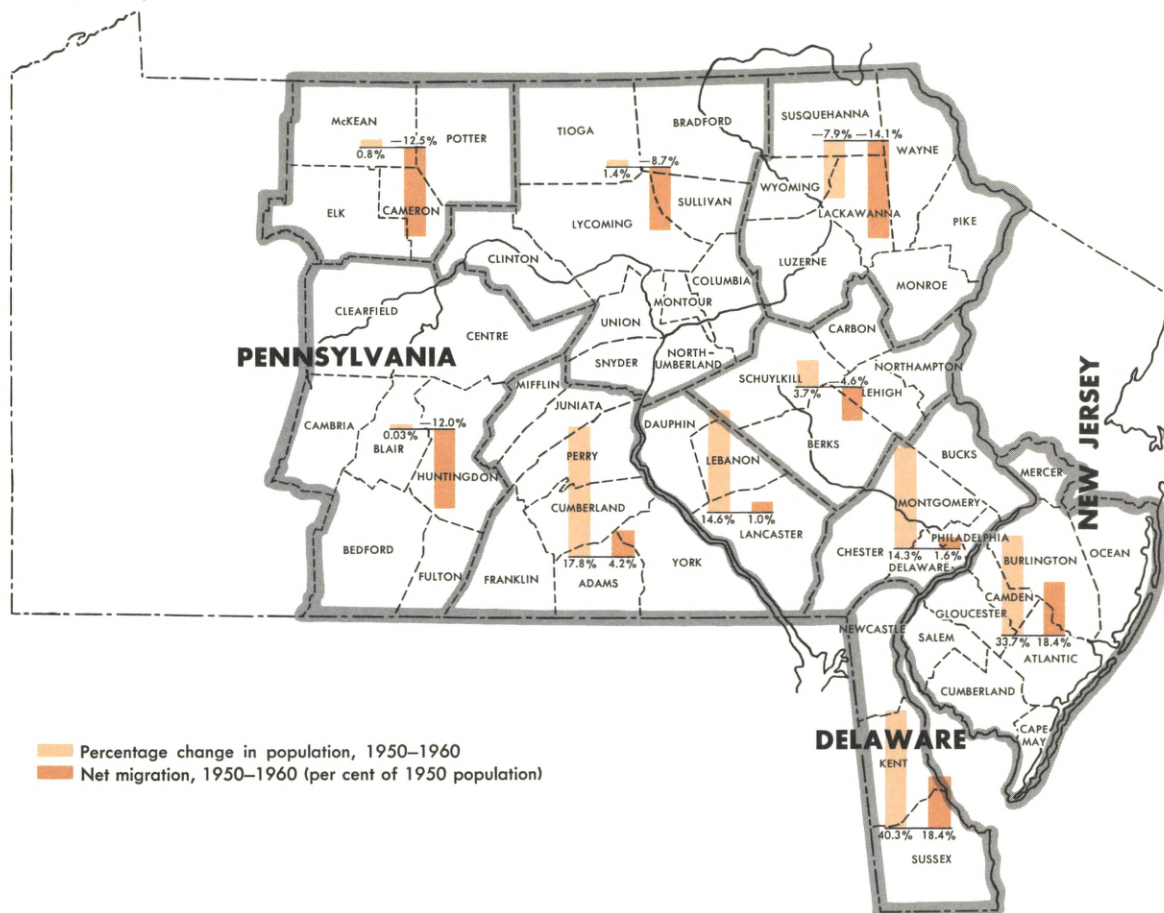 McKEAN
POTTER
0.8%
—12.5%
ELK
CAMERON
TIOGA
BRADFORD
1.4%
—8.7%
LYCOMING
SULLIVAN
CLINTON
COLUMBIA
MONTOUR
UNION
SNYDER
NORTH-
UMBERLAND
SUSQUEHANNA
—7.9%
—14.1%
WAYNE
WYOMING
LACKAWANNA
PIKE
LUZERNE
MONROE
CLEARFIELD
CENTRE
PENNSYLVANIA
CAMBRIA
0.03%
—12.0%
BLAIR
HUNTINGDON
BEDFORD
FULTON
MIFFLIN
JUNIATA
PERRY
CUMBERLAND
17.8%
4.2%
FRANKLIN
ADAMS
YORK
DAUPHIN
LEBANON
14.6%
1.0%
LANCASTER
CARBON
NORTHAMPTON
SCHUYLKILL
3.7%
—4.6%
LEHIGH
BERKS
BUCKS
MONTGOMERY
PHILADELPHIA
CHESTER
14.3%
1.6%
DELAWARE
NEW JERSEY
MERCER
OCEAN
BURLINGTON
CAMDEN
GLOUCESTER
33.7%
18.4%
SALEM
ATLANTIC
CUMBERLAND
CAPE
MAY
NEWCASTLE
DELAWARE
KENT
40.3%
18.4%
SUSSEX
Percentage change in population, 1950–1960
Net migration, 1950–1960 (per cent of 1950 population)